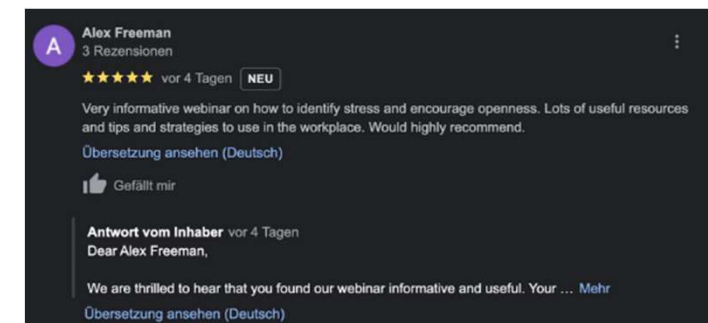 A
Alex Freeman
3 Rezensionen
★★★★★ vor 4 Tagen NEU
Very informative webinar on how to identify stress and encourage openness. Lots of useful resources
and tips and strategies to use in the workplace. Would highly recommend.
Übersetzung ansehen (Deutsch)
Gefällt mir
Antwort vom Inhaber vor 4 Tagen
Dear Alex Freeman,
We are thrilled to hear that you found our webinar informative and useful. Your … Mehr
Übersetzung ansehen (Deutsch)